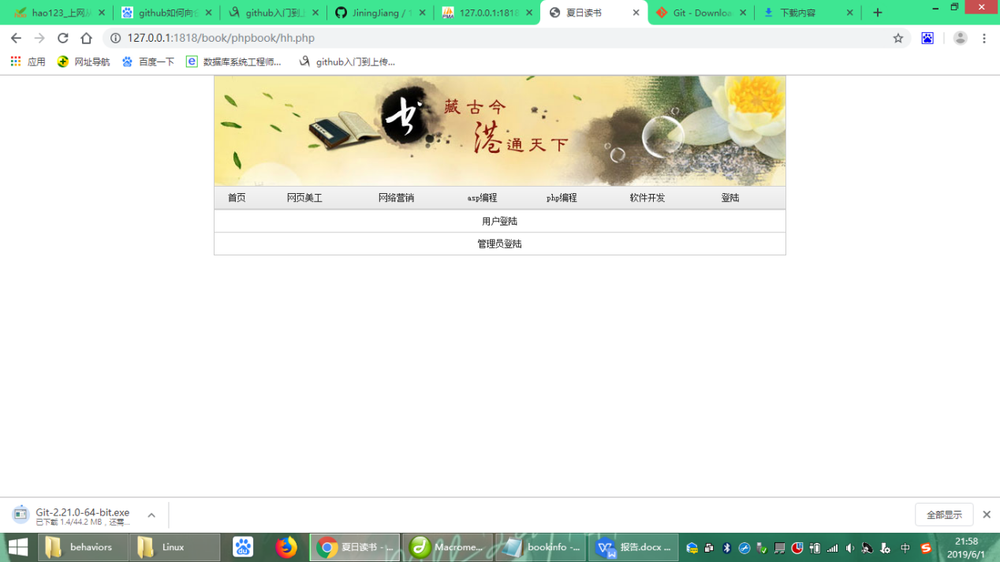 hao123_上网从
github如何向仓
github入门到上
JiningJiang / 1
127.0.0.1:1818
夏日读书
Git - Downloa
下载内容
127.0.0.1:1818/book/phpbook/hh.php
应用 网址导航 百度一下 数据库系统工程师... github入门到上传...
书 藏古今
港通天下
首页 网页美工 网络营销 asp编程 php编程 软件开发 登陆
用户登陆
管理员登陆
Git-2.21.0-64-bit.exe
已下载 1.4/44.2 MB，还需...
全部显示
behaviors Linux du 夏日读书 - ... Macrome... bookinfo -... 报告.docx ... 中
21:58
2019/6/1